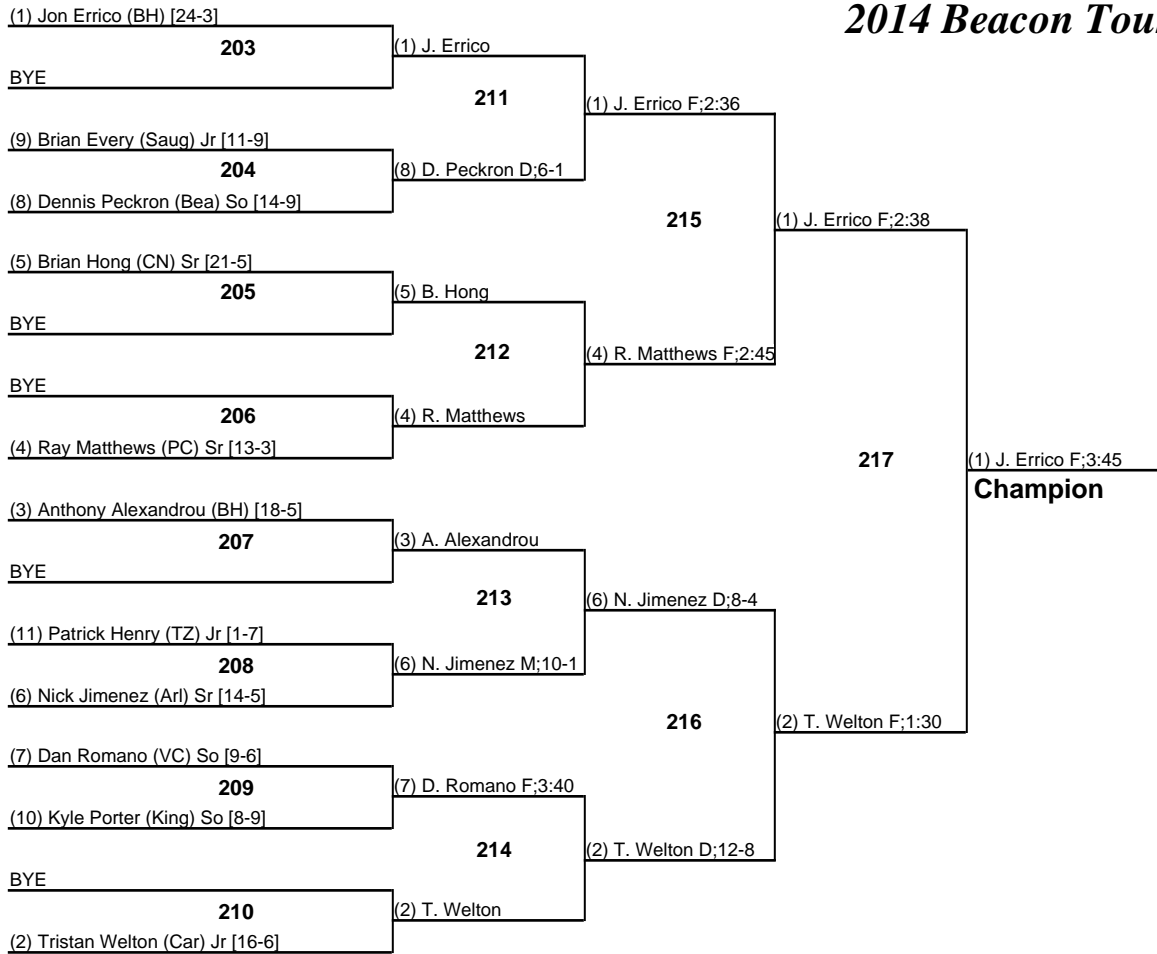 2014 Beacon Tou
(1) Jon Errico (BH) [24-3]
203
BYE
(1) J. Errico
211
(9) Brian Every (Saug) Jr [11-9]
204
(8) Dennis Peckron (Bea) So [14-9]
(8) D. Peckron D;6-1
(1) J. Errico F;2:36
215
(5) Brian Hong (CN) Sr [21-5]
205
BYE
(5) B. Hong
212
BYE
206
(4) Ray Matthews (PC) Sr [13-3]
(4) R. Matthews
(4) R. Matthews F;2:45
(1) J. Errico F;2:38
217
(1) J. Errico F;3:45
Champion
(3) Anthony Alexandrou (BH) [18-5]
207
BYE
(3) A. Alexandrou
213
(11) Patrick Henry (TZ) Jr [1-7]
208
(6) Nick Jimenez (Arl) Sr [14-5]
(6) N. Jimenez M;10-1
(6) N. Jimenez D;8-4
216
(2) T. Welton F;1:30
(7) Dan Romano (VC) So [9-6]
209
(10) Kyle Porter (King) So [8-9]
(7) D. Romano F;3:40
214
(2) T. Welton D;12-8
BYE
210
(2) Tristan Welton (Car) Jr [16-6]
(2) T. Welton